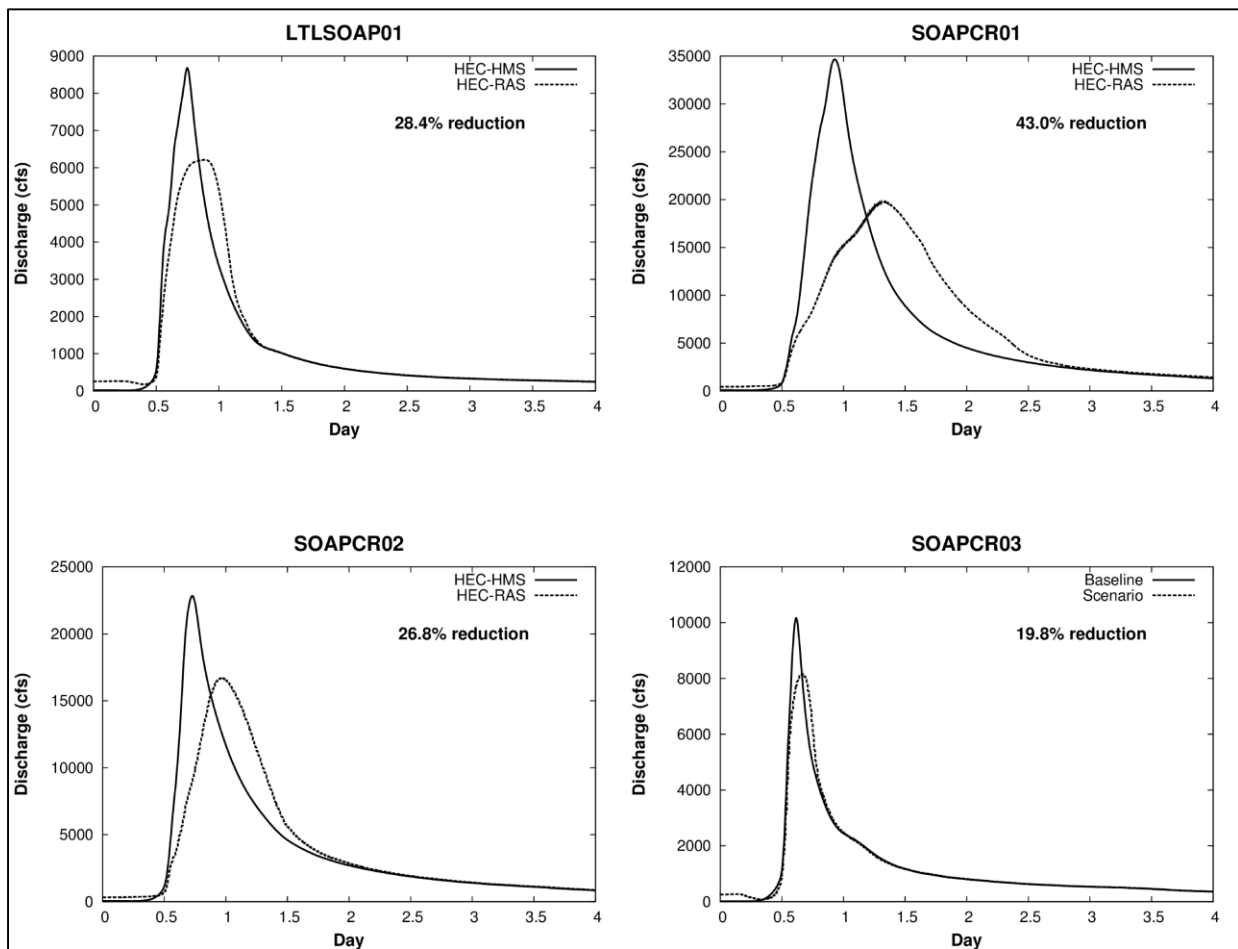 LTLSOAP01
9000
8000
7000
6000
5000
4000
3000
2000
1000
0
Discharge (cfs)
HEC-HMS
HEC-RAS
28.4% reduction
0 0.5 1 1.5 2 2.5 3 3.5 4
Day
SOAPCR01
35000
30000
25000
20000
15000
10000
5000
0
Discharge (cfs)
HEC-HMS
HEC-RAS
43.0% reduction
0 0.5 1 1.5 2 2.5 3 3.5 4
Day
SOAPCR02
25000
20000
15000
10000
5000
0
Discharge (cfs)
HEC-HMS
HEC-RAS
26.8% reduction
0 0.5 1 1.5 2 2.5 3 3.5 4
Day
SOAPCR03
12000
10000
8000
6000
4000
2000
0
Discharge (cfs)
Baseline
Scenario
19.8% reduction
0 0.5 1 1.5 2 2.5 3 3.5 4
Day